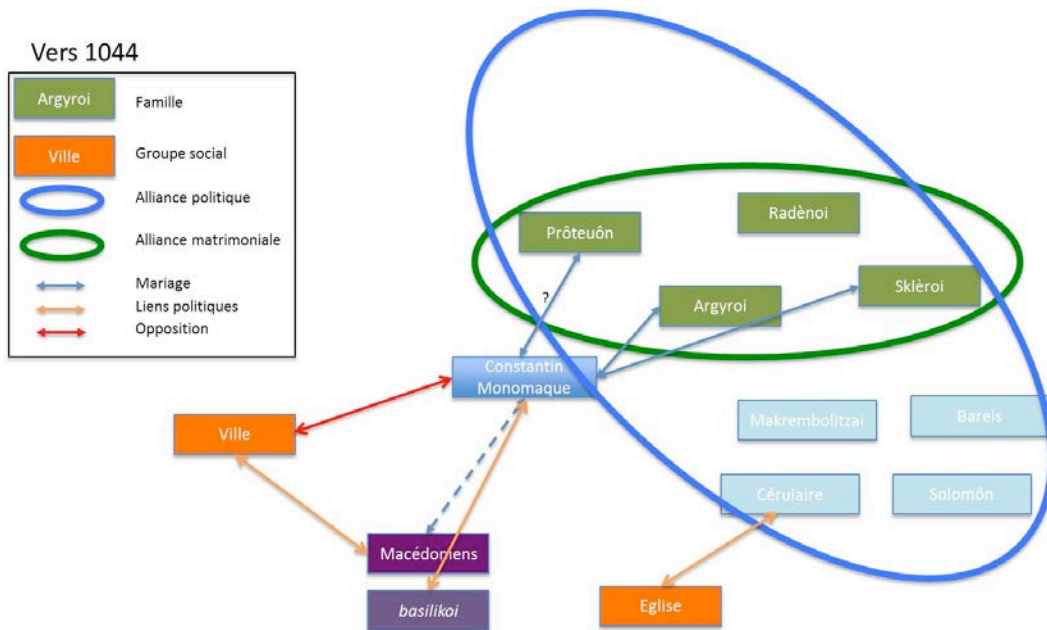 Vers 1044
Argyroi
Famille
Ville
Groupe social
Alliance politique
Alliance matrimoniale
Mariage
Liens politiques
Opposition
Radènoi
Prôteuôn
Sklèroi
?
Argyroi
Constantin
Monomaque
Makrembolitzai
Bareis
Ville
Cérulaire
Solomôn
Macédoniens
basilikoi
Eglise